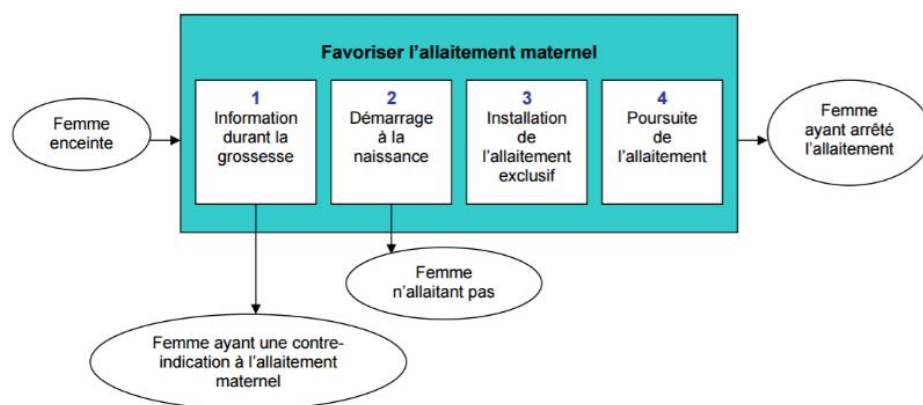 Favoriser l'allaitement maternel
Femme
enceinte
1
Information
durant la
grossesse
2
Démarrage
à la
naissance
3
Installation
de
l'allaitement
exclusif
4
Poursuite
de
l'allaitement
Femme
ayant arrêté
l'allaitement
Femme
n'allaitant pas
Femme ayant une contre-
indication à l'allaitement
maternel